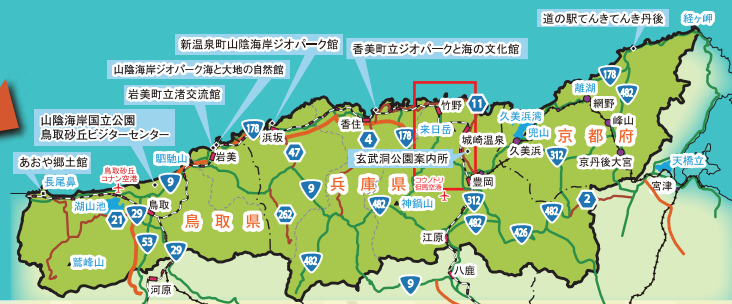 道の駅てんきてんき丹後
経ヶ岬
新温泉町山陰海岸ジオパーク館
香美町立ジオパークと海の文化館
山陰海岸ジオパーク海と大地の自然館
岩美町立渚交流館
山陰海岸国立公園
鳥取砂丘ビジターセンター
あおや郷土館
長尾鼻
鳥取砂丘
コナン空港
駟馳山
9
178
岩美
浜坂
47
香住
4
178
竹野
11
来日岳
城崎温泉
玄武洞公園案内所
久美浜湾
兜山
久美浜
離湖
網野
178
482
峰山
京都府
312
京丹後大宮
天橋立
宮津
湖山池
鳥取
21
29
53
29
鷲峰山
河原
鳥取県
262
9
兵庫県
482
神鍋山
コウノトリ
但馬空港
豊岡
312
482
426
482
2
江原
482
八鹿
9